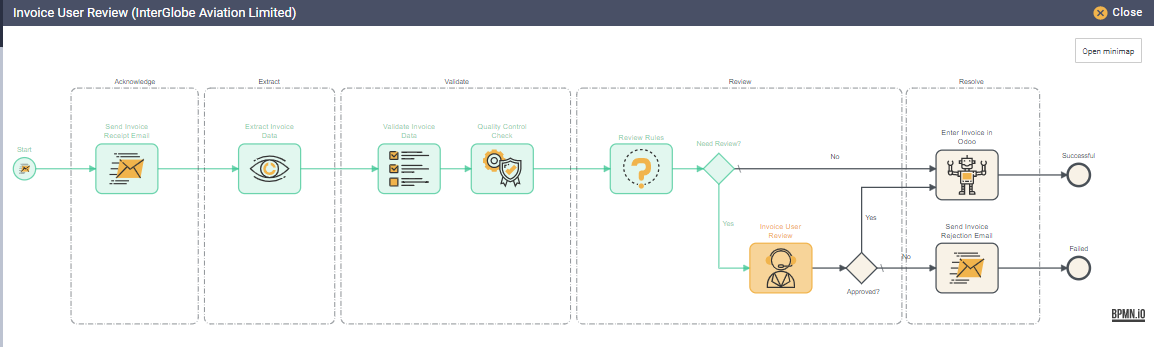 Invoice User Review (InterGlobe Aviation Limited)
Close
Open minimap
Acknowledge
Extract
Validate
Review
Resolve
Start
Send Invoice
Receipt Email
Extract Invoice
Data
Validate Invoice
Data
Quality Control
Check
Review Rules
Need Review?
No
Enter Invoice in
Odoo
Successful
Yes
Invoice User
Review
Yes
Approved?
No
Send Invoice
Rejection Email
Failed
BPMN.iO